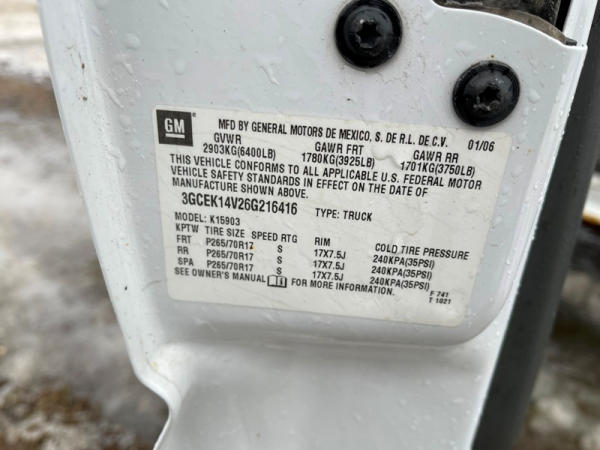 GM
MFD BY GENERAL MOTORS DE MEXICO, S. DE R.L. DE C.V. 01/06
GVWR GAWR FRT GAWR RR
2903KG(6400LB) 1780KG(3925LB) 1701KG(3750LB)
THIS VEHICLE CONFORMS TO ALL APPLICABLE U.S. FEDERAL MOTOR
VEHICLE SAFETY STANDARDS IN EFFECT ON THE DATE OF
MANUFACTURE SHOWN ABOVE.
3GCEK14V26G216416 TYPE: TRUCK
MODEL: K15903
KPTW TIRE SIZE SPEED RTG RIM COLD TIRE PRESSURE
FRT P265/70R17 S 17X7.5J 240KPA(35PSI)
RR P265/70R17 S 17X7.5J 240KPA(35PSI)
SPA P265/70R17 S 17X7.5J 240KPA(35PSI)
SEE OWNER'S MANUAL FOR MORE INFORMATION.
F 741
T 1021